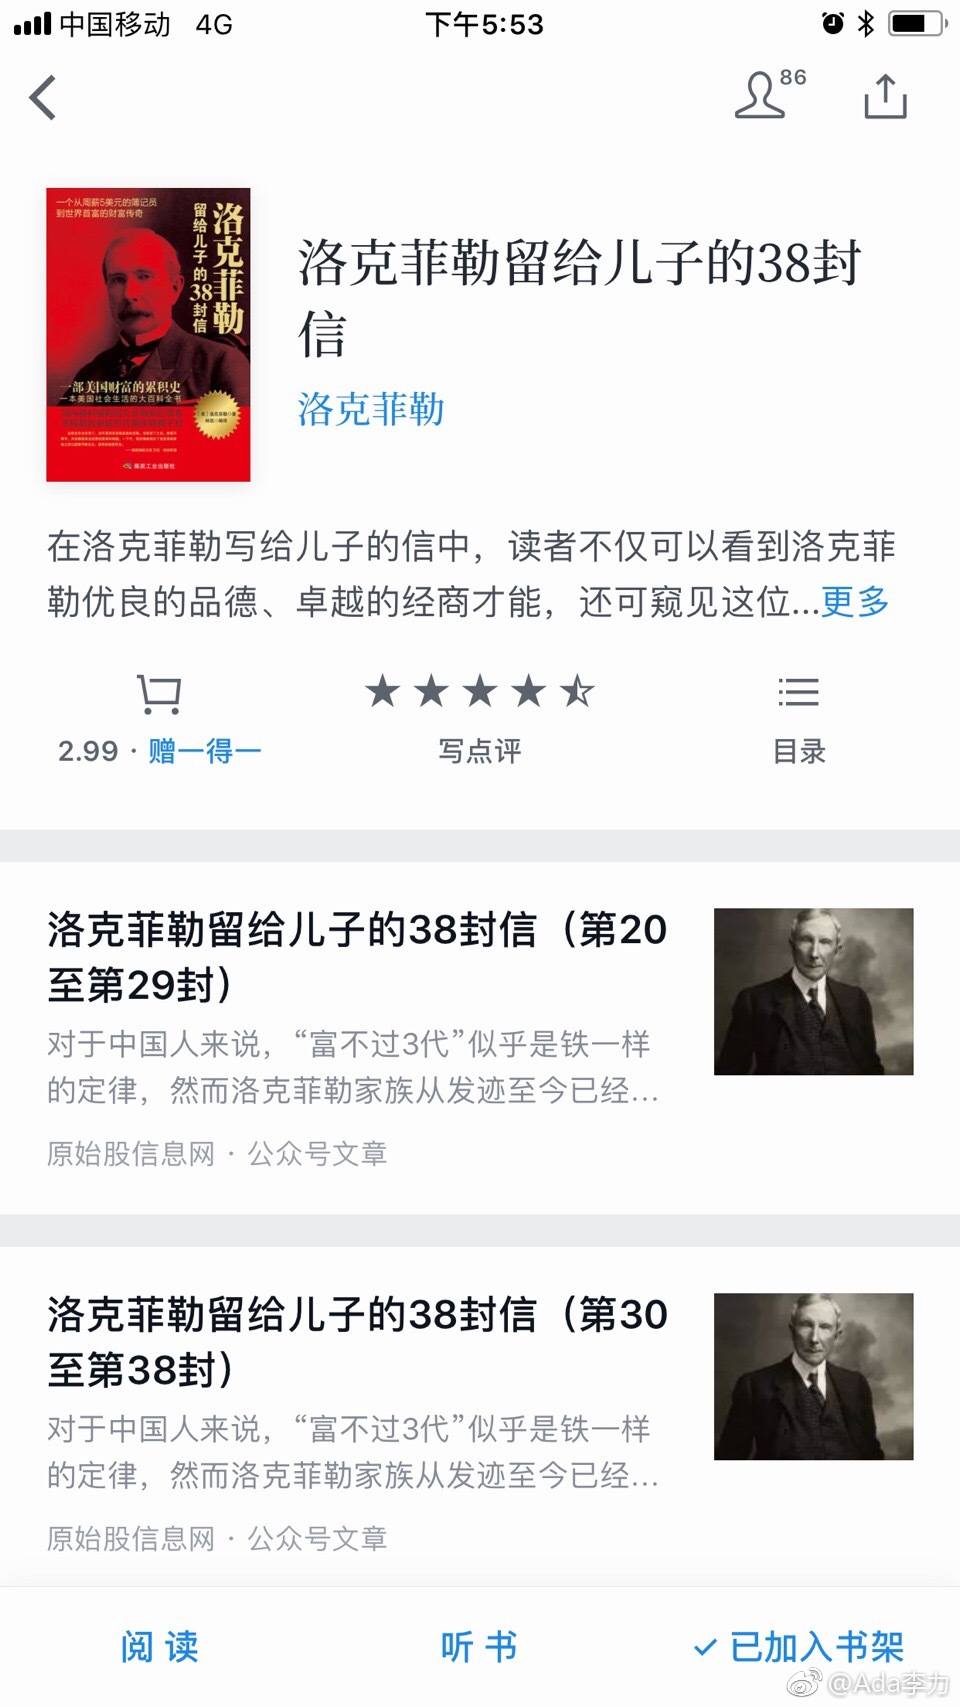 中国移动 4G 下午5:53
86
一个从周薪5美元的簿记员
到世界首富的财富传奇
洛克菲勒
留给儿子的38封信
一部美国财富的累积史
一本美国社会生活的大百科全书
煤炭工业出版社
洛克菲勒留给儿子的38封
信
洛克菲勒
在洛克菲勒写给儿子的信中，读者不仅可以看到洛克菲
勒优良的品德、卓越的经商才能，还可窥见这位...更多
2.99 · 赠一得一
写点评
目录
洛克菲勒留给儿子的38封信（第20
至第29封）
对于中国人来说，“富不过3代”似乎是铁一样
的定律，然而洛克菲勒家族从发迹至今已经...
原始股信息网 · 公众号文章
洛克菲勒留给儿子的38封信（第30
至第38封）
对于中国人来说，“富不过3代”似乎是铁一样
的定律，然而洛克菲勒家族从发迹至今已经...
原始股信息网 · 公众号文章
阅读 听书 已加入书架
@Ada李力